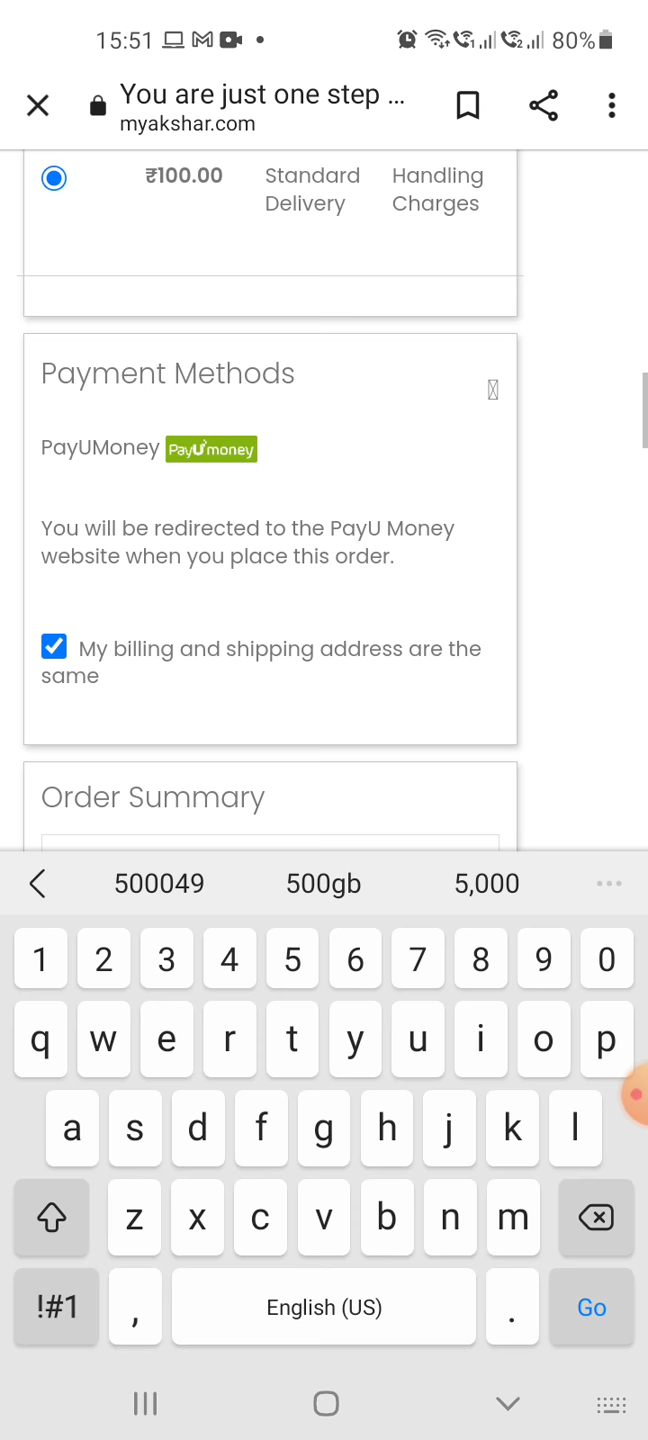 15:51 80%
You are just one step ...
myakshar.com
₹100.00 Standard Delivery Handling Charges
Payment Methods
PayUMoney PayUmoney
You will be redirected to the PayU Money
website when you place this order.
My billing and shipping address are the
same
Order Summary
500049 500gb 5,000
1 2 3 4 5 6 7 8 9 0
q w e r t y u i o p
a s d f g h j k l
z x c v b n m
!#1 , English (US) . Go